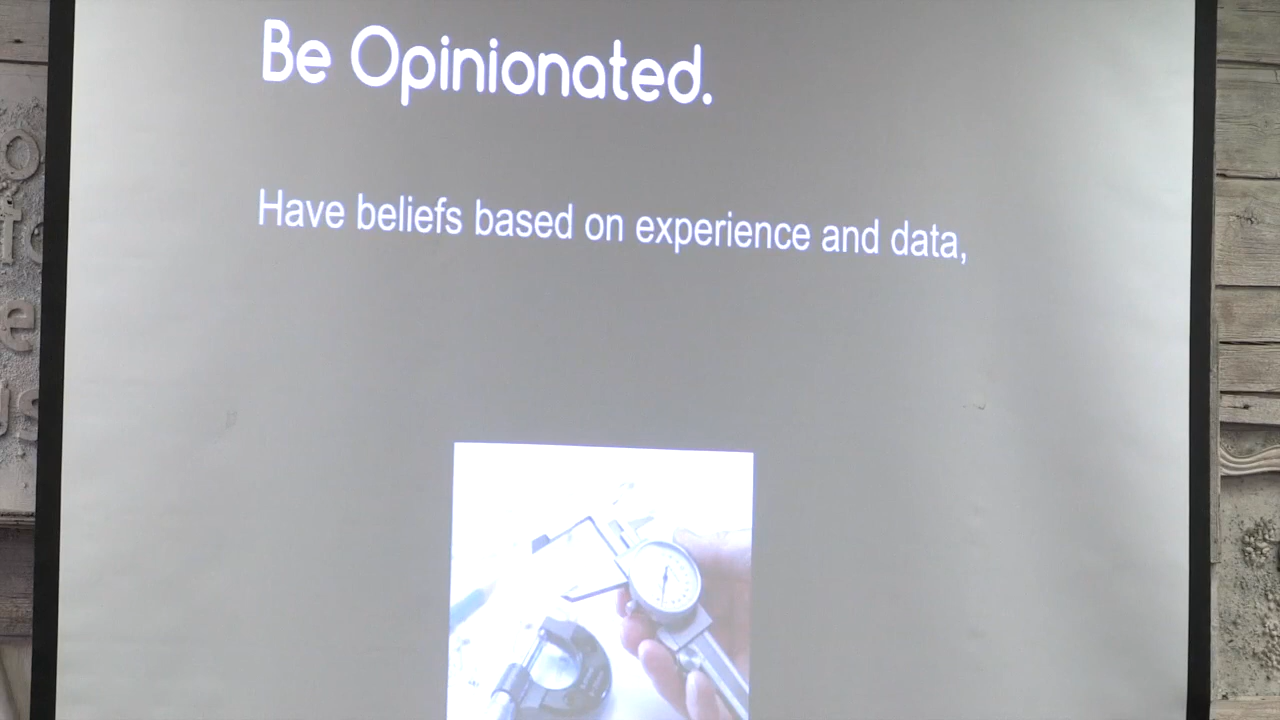 Be Opinionated.
Have beliefs based on experience and data,